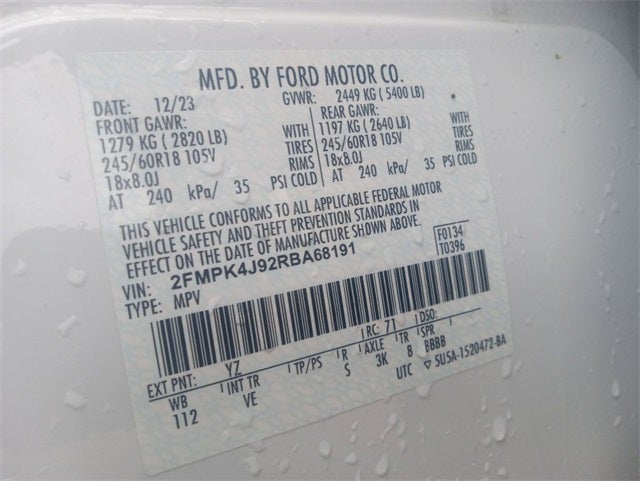 MFD. BY FORD MOTOR CO.
DATE: 12/23 GVWR: 2449 KG ( 5400 LB)
FRONT GAWR: REAR GAWR:
1279 KG ( 2820 LB) WITH 1197 KG ( 2640 LB) WITH
245/60R18 105V TIRES 245/60R18 105V TIRES
18x8.0J RIMS 18x8.0J RIMS
AT 240 kPa/ 35 PSI COLD AT 240 kPa/ 35 PSI COLD
THIS VEHICLE CONFORMS TO ALL APPLICABLE FEDERAL MOTOR
VEHICLE SAFETY AND THEFT PREVENTION STANDARDS IN
EFFECT ON THE DATE OF MANUFACTURE SHOWN ABOVE.
VIN: 2FMPK4J92RBA68191 F0134
TYPE: MPV T0396
EXT PNT: YZ RC: 71 DSO:
WB INT TR TP/PS R AXLE TR SPR
112 VE S 3K 8 BBBB
UTC ▽ 5U5A-1520472-BA